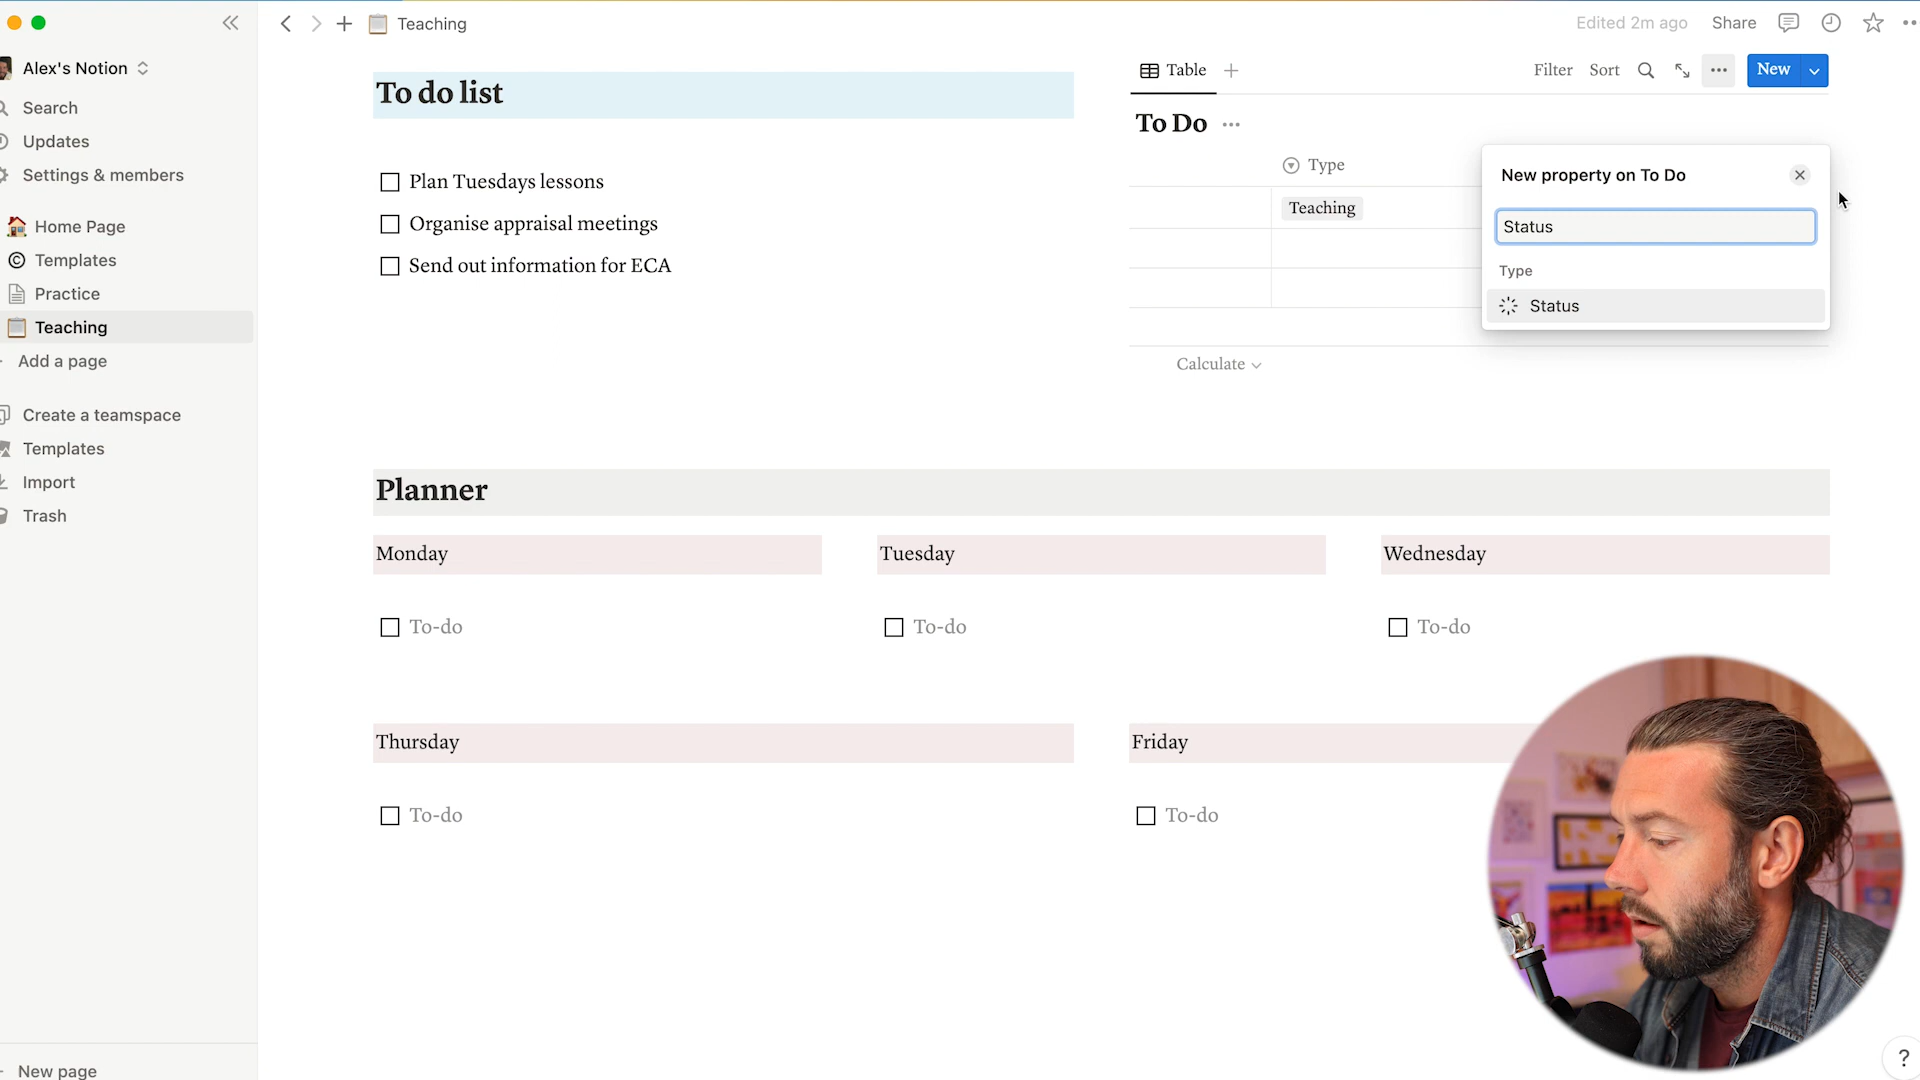 Alex's Notion
Search
Updates
Settings & members
Home Page
Templates
Practice
Teaching
Add a page
Create a teamspace
Templates
Import
Trash
New page
Teaching
Edited 2m ago
Share
To do list
Plan Tuesdays lessons
Organise appraisal meetings
Send out information for ECA
Table
Filter
Sort
New
To Do
Type
Teaching
Calculate
New property on To Do
Status
Type
Status
Planner
Monday
To-do
Tuesday
To-do
Wednesday
To-do
Thursday
To-do
Friday
To-do
?